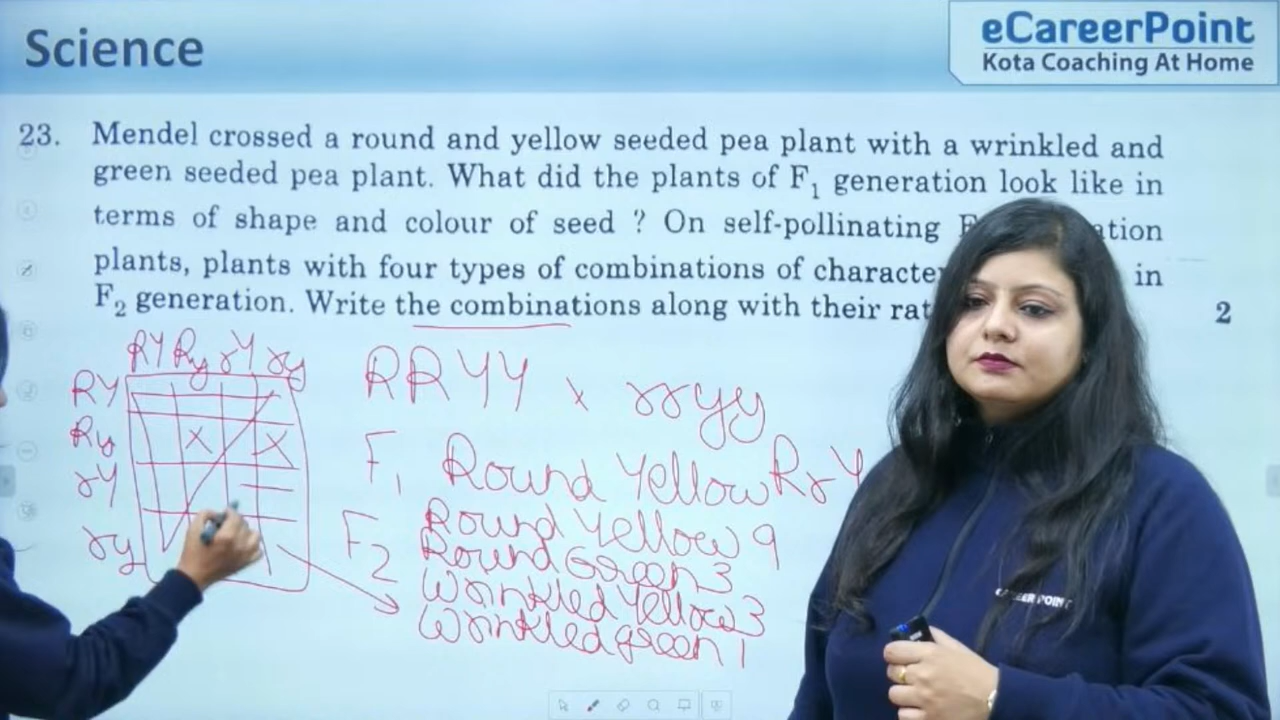 Science
eCareerPoint
Kota Coaching At Home
23. Mendel crossed a round and yellow seeded pea plant with a wrinkled and
green seeded pea plant. What did the plants of F₁ generation look like in
terms of shape and colour of seed ? On self-pollinating
plants, plants with four types of combinations of in
F₂ generation. Write the combinations along with their 2
RY Ry rY ry
RY
Ry
rY
ry
X X
RRYY x rryy
F₁ Round Yellow RrY
F₂ Round Yellow 9
Round Green 3
Wrinkled Yellow 3
Wrinkled green 1
CAREER POINT